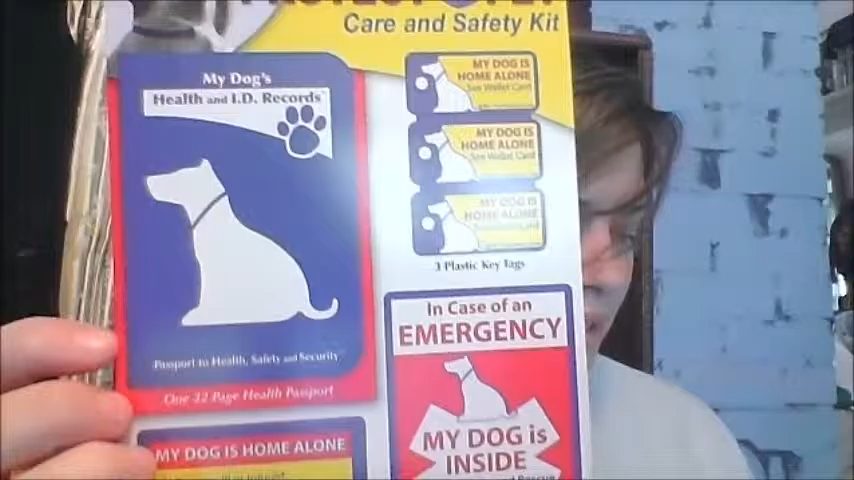 Care and Safety Kit
My Dog's
Health and I.D. Records
Passport to Health, Safety and Security
One 32 Page Health Passport
MY DOG IS
HOME ALONE
See Wallet Card
MY DOG IS
HOME ALONE
See Wallet Card
MY DOG IS
HOME ALONE
3 Plastic Key Tags
In Case of an
EMERGENCY
MY DOG is
INSIDE
MY DOG IS HOME ALONE